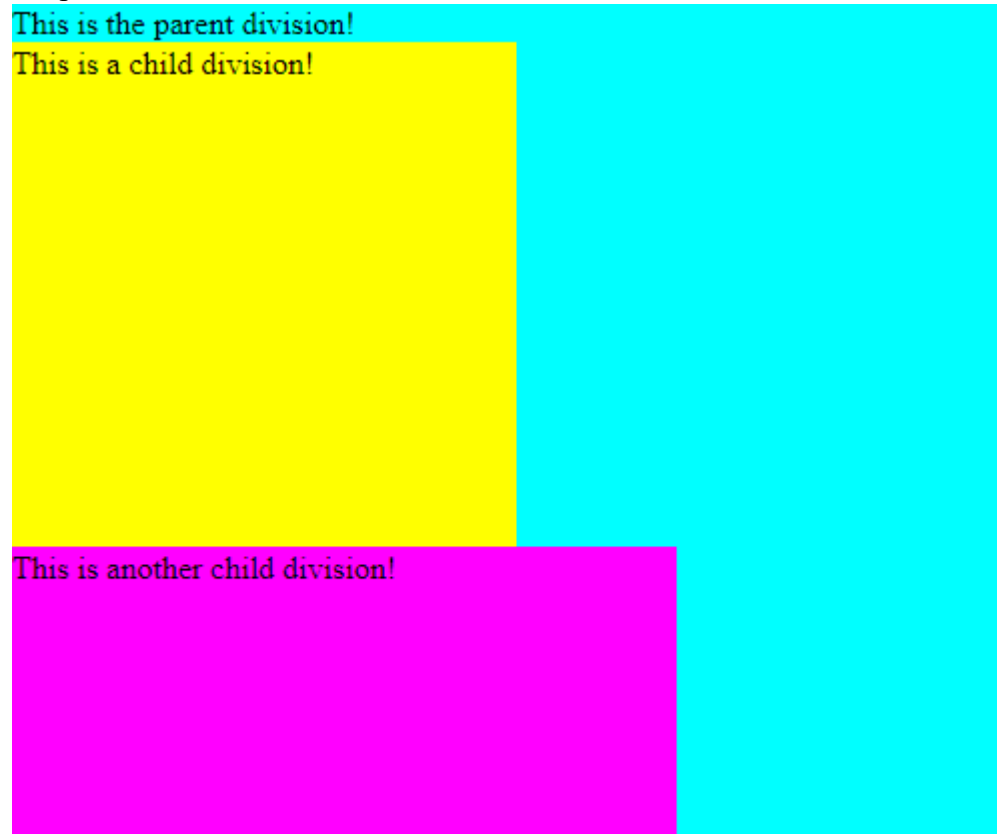 This is the parent division!
This is a child division!
This is another child division!